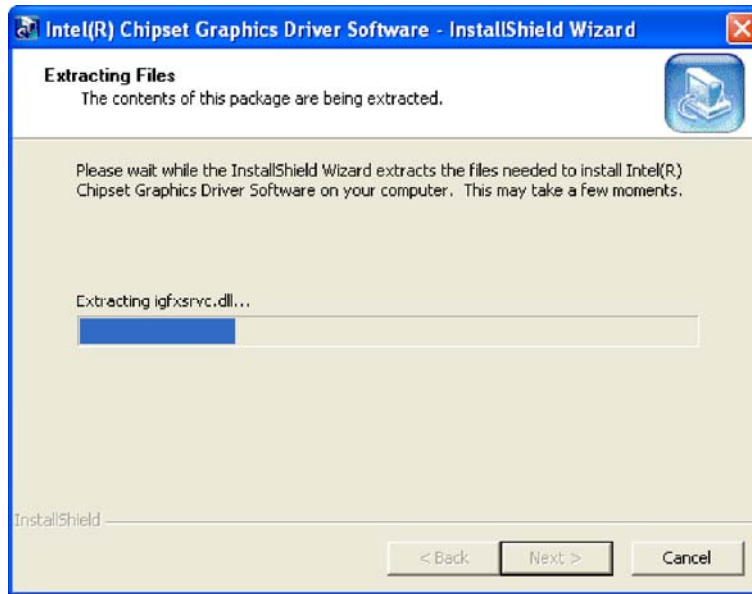 Intel(R) Chipset Graphics Driver Software - InstallShield Wizard
Extracting Files
The contents of this package are being extracted.
Please wait while the InstallShield Wizard extracts the files needed to install Intel(R)
Chipset Graphics Driver Software on your computer. This may take a few moments.
Extracting igfxsrvc.dll...
InstallShield
< Back Next > Cancel